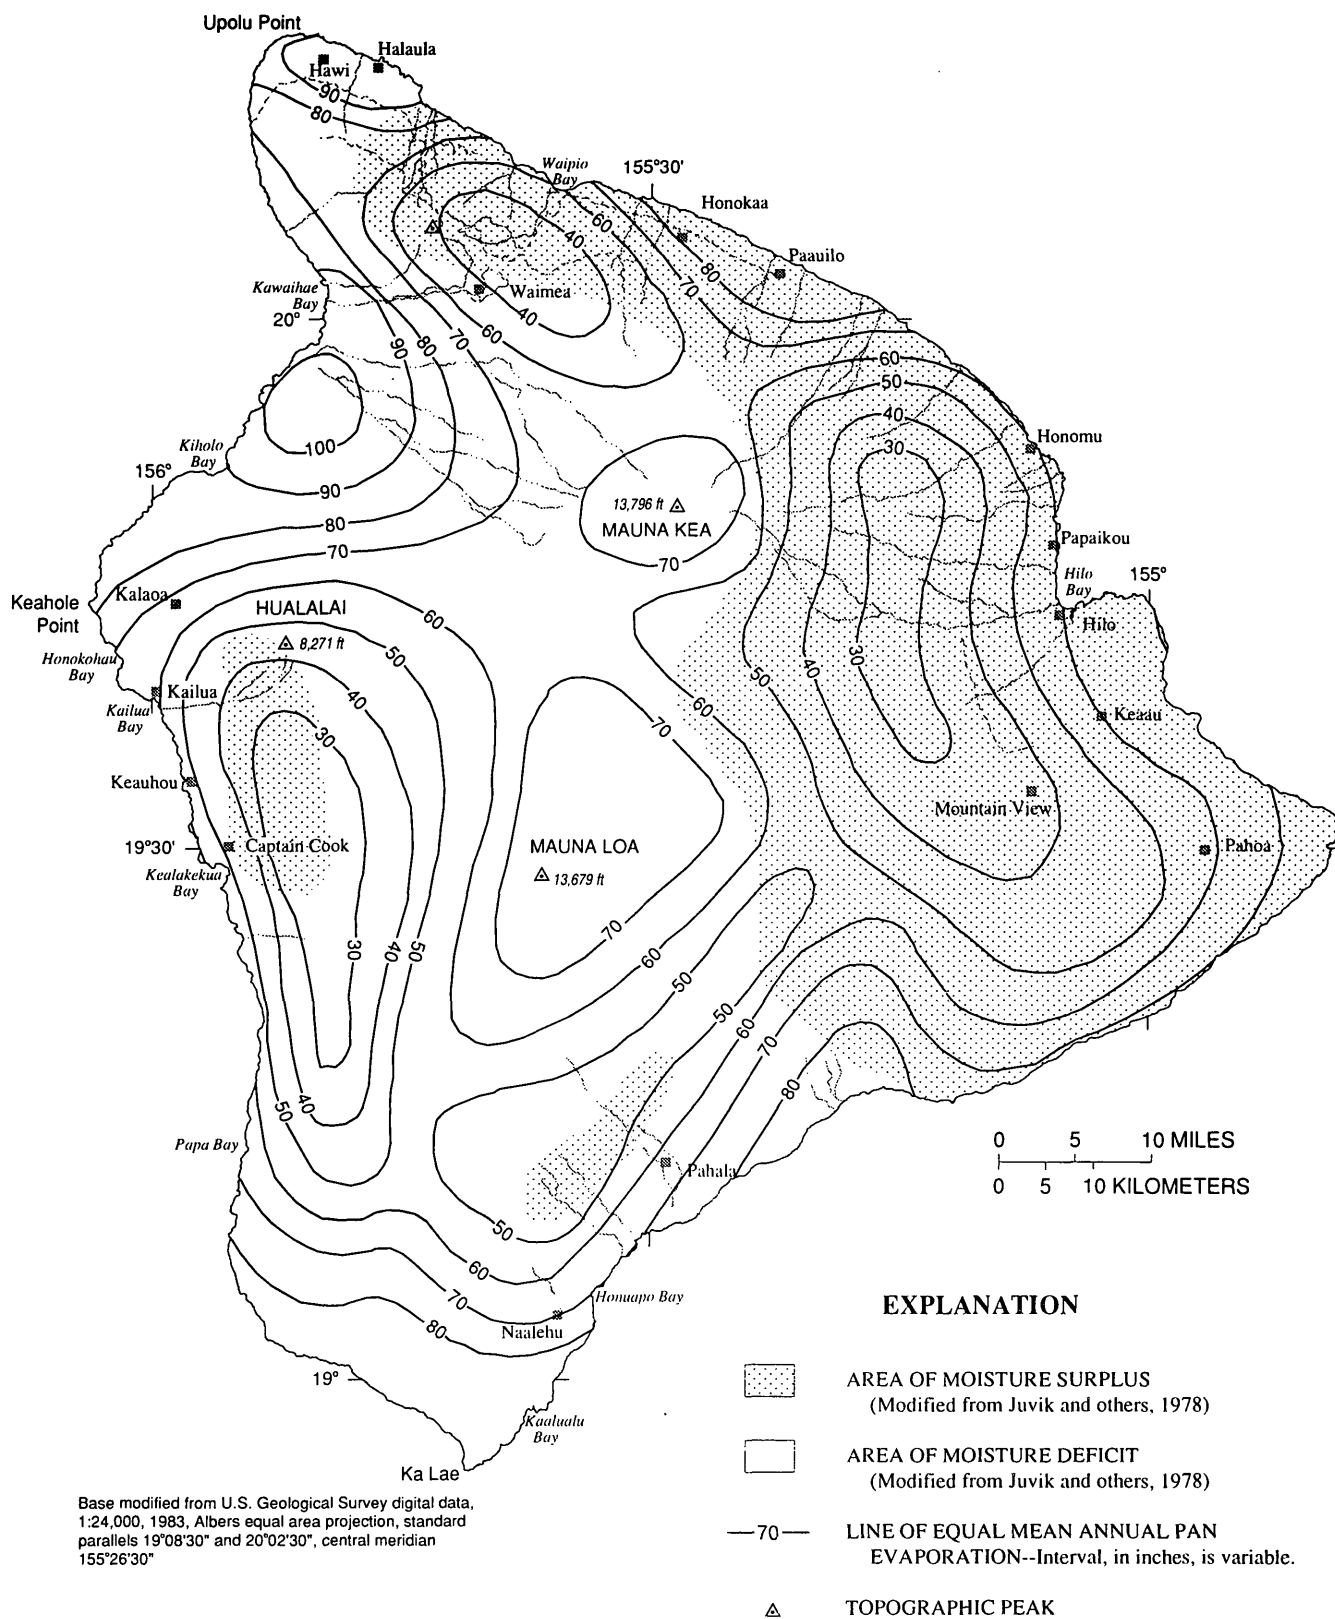 Upolu Point
Halaula
Hawi
90
80
Waipio
Bay
155°30'
Honokaa
60
40
80
Paauilo
70
Kawaihae
Bay
Waimea
20°
40
60
70
80
90
60
50
40
30
Honomu
100
Kiholo
Bay
156°
90
80
70
13,796 ft
MAUNA KEA
70
Papaikou
Hilo
Bay
155°
Hilo
Keahole
Point
Kalaoa
HUALALAI
8,271 ft
60
50
40
30
Honokohau
Bay
Kailua
Kailua
Bay
30
40
50
60
70
Keaau
Keauhou
Mountain View
19°30'
Captain Cook
Kealakekua
Bay
MAUNA LOA
13,679 ft
Pahoa
70
60
50
30
40
50
50
60
70
80
40
50
Papa Bay
Pahala
0 5 10 MILES
0 5 10 KILOMETERS
50
60
70
80
Honuapo Bay
Naalehu
19°
Kaalualu
Bay
Ka Lae
EXPLANATION
AREA OF MOISTURE SURPLUS
(Modified from Juvik and others, 1978)
AREA OF MOISTURE DEFICIT
(Modified from Juvik and others, 1978)
70
LINE OF EQUAL MEAN ANNUAL PAN
EVAPORATION--Interval, in inches, is variable.
TOPOGRAPHIC PEAK
Base modified from U.S. Geological Survey digital data,
1:24,000, 1983, Albers equal area projection, standard
parallels 19°08'30" and 20°02'30", central meridian
155°26'30"